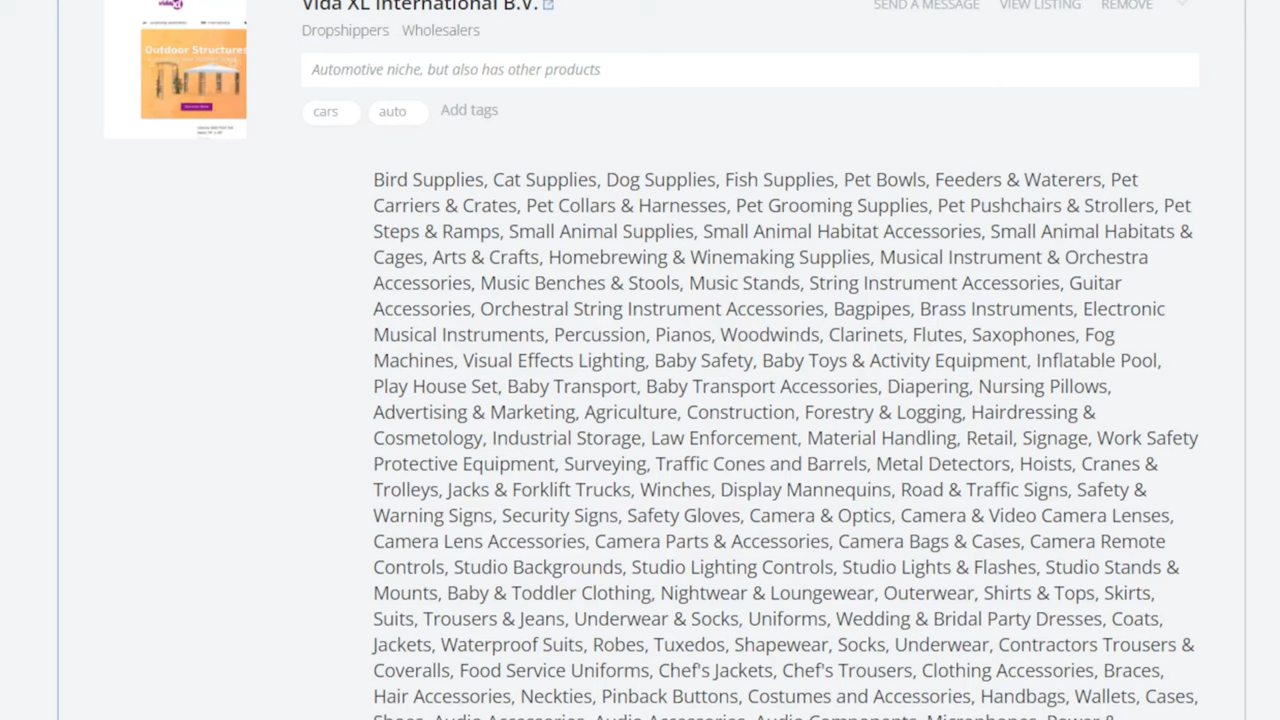 Vida XL International B.V.
SEND A MESSAGE VIEW LISTING REMOVE
Dropshippers Wholesalers
vidaXL
Outdoor Structures
Automotive niche, but also has other products
cars auto Add tags
Bird Supplies, Cat Supplies, Dog Supplies, Fish Supplies, Pet Bowls, Feeders & Waterers, Pet
Carriers & Crates, Pet Collars & Harnesses, Pet Grooming Supplies, Pet Pushchairs & Strollers, Pet
Steps & Ramps, Small Animal Supplies, Small Animal Habitat Accessories, Small Animal Habitats &
Cages, Arts & Crafts, Homebrewing & Winemaking Supplies, Musical Instrument & Orchestra
Accessories, Music Benches & Stools, Music Stands, String Instrument Accessories, Guitar
Accessories, Orchestral String Instrument Accessories, Bagpipes, Brass Instruments, Electronic
Musical Instruments, Percussion, Pianos, Woodwinds, Clarinets, Flutes, Saxophones, Fog
Machines, Visual Effects Lighting, Baby Safety, Baby Toys & Activity Equipment, Inflatable Pool,
Play House Set, Baby Transport, Baby Transport Accessories, Diapering, Nursing Pillows,
Advertising & Marketing, Agriculture, Construction, Forestry & Logging, Hairdressing &
Cosmetology, Industrial Storage, Law Enforcement, Material Handling, Retail, Signage, Work Safety
Protective Equipment, Surveying, Traffic Cones and Barrels, Metal Detectors, Hoists, Cranes &
Trolleys, Jacks & Forklift Trucks, Winches, Display Mannequins, Road & Traffic Signs, Safety &
Warning Signs, Security Signs, Safety Gloves, Camera & Optics, Camera & Video Camera Lenses,
Camera Lens Accessories, Camera Parts & Accessories, Camera Bags & Cases, Camera Remote
Controls, Studio Backgrounds, Studio Lighting Controls, Studio Lights & Flashes, Studio Stands &
Mounts, Baby & Toddler Clothing, Nightwear & Loungewear, Outerwear, Shirts & Tops, Skirts,
Suits, Trousers & Jeans, Underwear & Socks, Uniforms, Wedding & Bridal Party Dresses, Coats,
Jackets, Waterproof Suits, Robes, Tuxedos, Shapewear, Socks, Underwear, Contractors Trousers &
Coveralls, Food Service Uniforms, Chef's Jackets, Chef's Trousers, Clothing Accessories, Braces,
Hair Accessories, Neckties, Pinback Buttons, Costumes and Accessories, Handbags, Wallets, Cases,
Shoes, Audio Accessories, Audio Accessories, Audio Components, Microphones, Power &